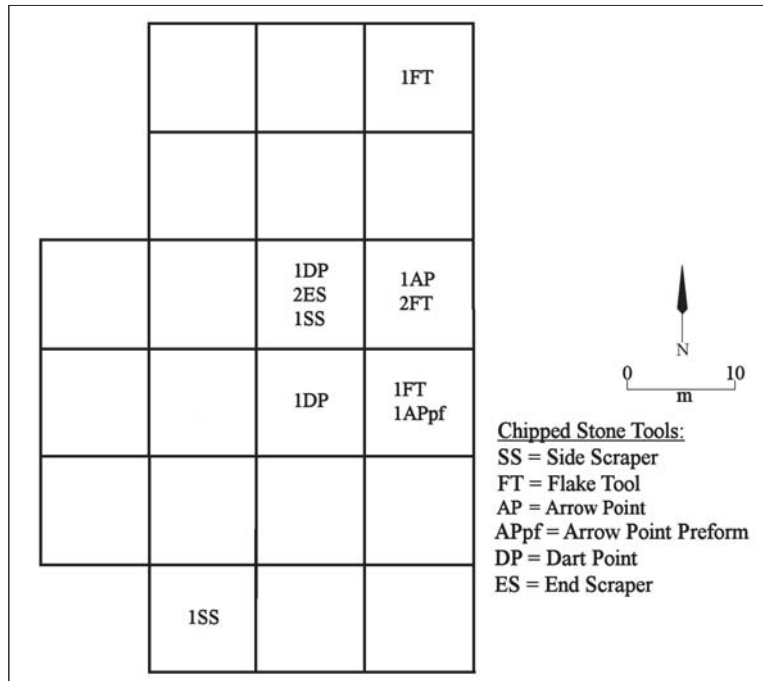 1FT
1DP
2ES
1SS
1AP
2FT
1DP
1FT
1APpf
1SS
N
0 10
m
Chipped Stone Tools:
SS = Side Scraper
FT = Flake Tool
AP = Arrow Point
APpf = Arrow Point Preform
DP = Dart Point
ES = End Scraper